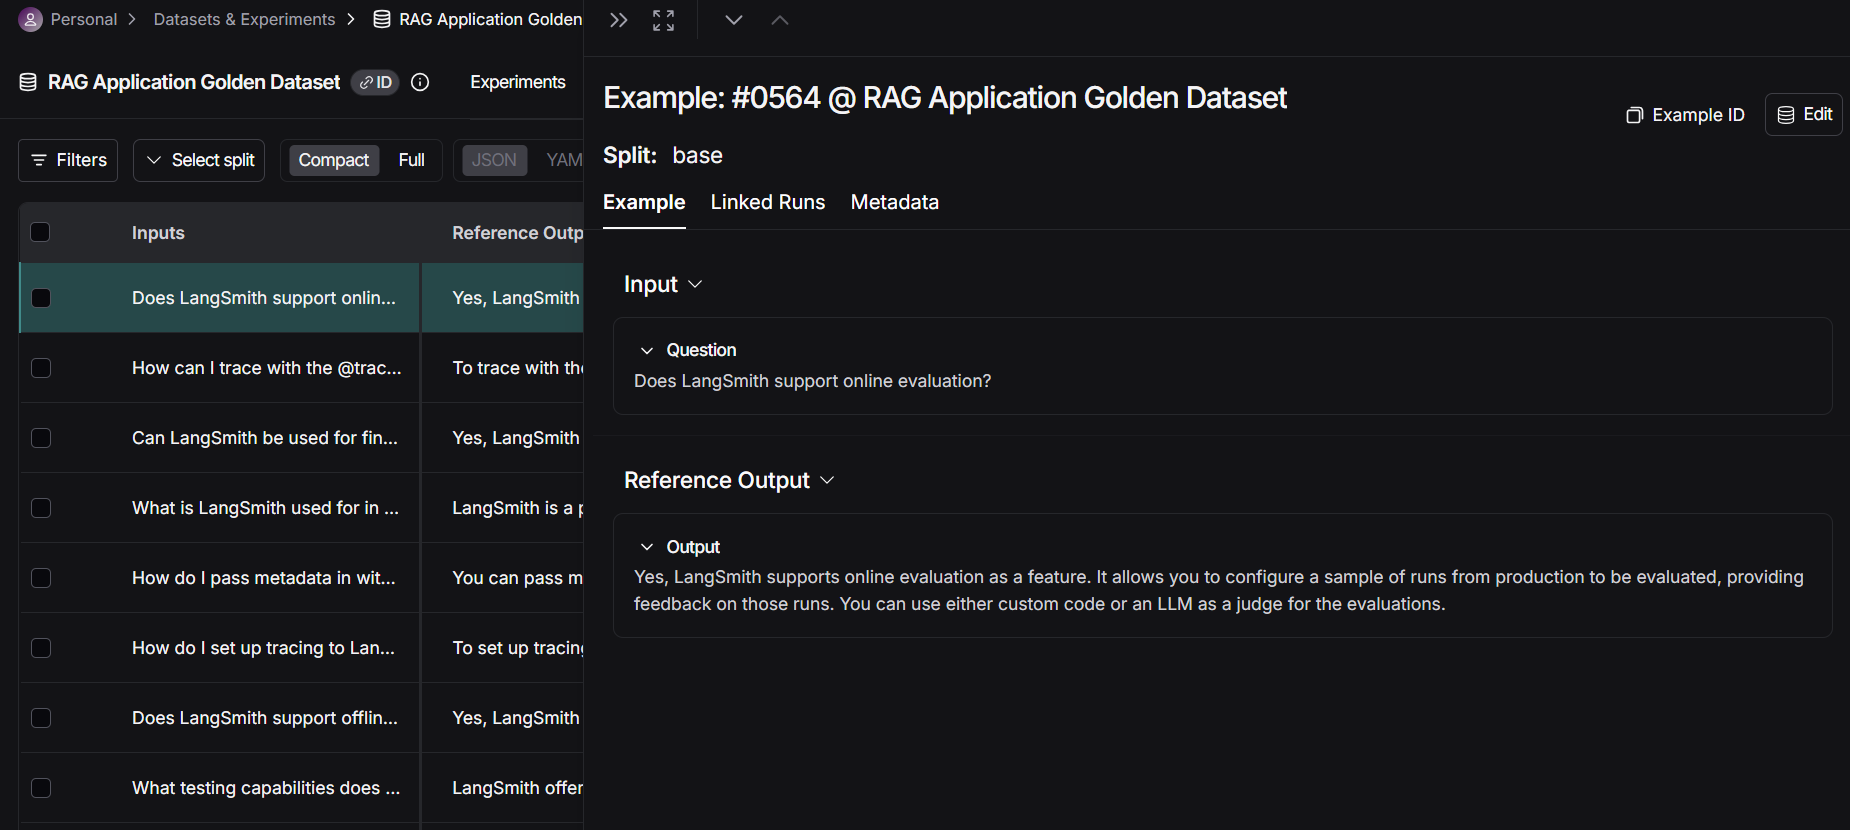 Personal > Datasets & Experiments > RAG Application Golden
RAG Application Golden Dataset ID Experiments
Filters Select split Compact Full JSON YAM
Inputs Reference Outp
Does LangSmith support onlin... Yes, LangSmith
How can I trace with the @trac... To trace with the
Can LangSmith be used for fin... Yes, LangSmith
What is LangSmith used for in ... LangSmith is a p
How do I pass metadata in wit... You can pass m
How do I set up tracing to Lan... To set up tracing
Does LangSmith support offlin... Yes, LangSmith
What testing capabilities does ... LangSmith offer
Example: #0564 @ RAG Application Golden Dataset
Example ID Edit
Split: base
Example Linked Runs Metadata
Input
Question
Does LangSmith support online evaluation?
Reference Output
Output
Yes, LangSmith supports online evaluation as a feature. It allows you to configure a sample of runs from production to be evaluated, providing
feedback on those runs. You can use either custom code or an LLM as a judge for the evaluations.